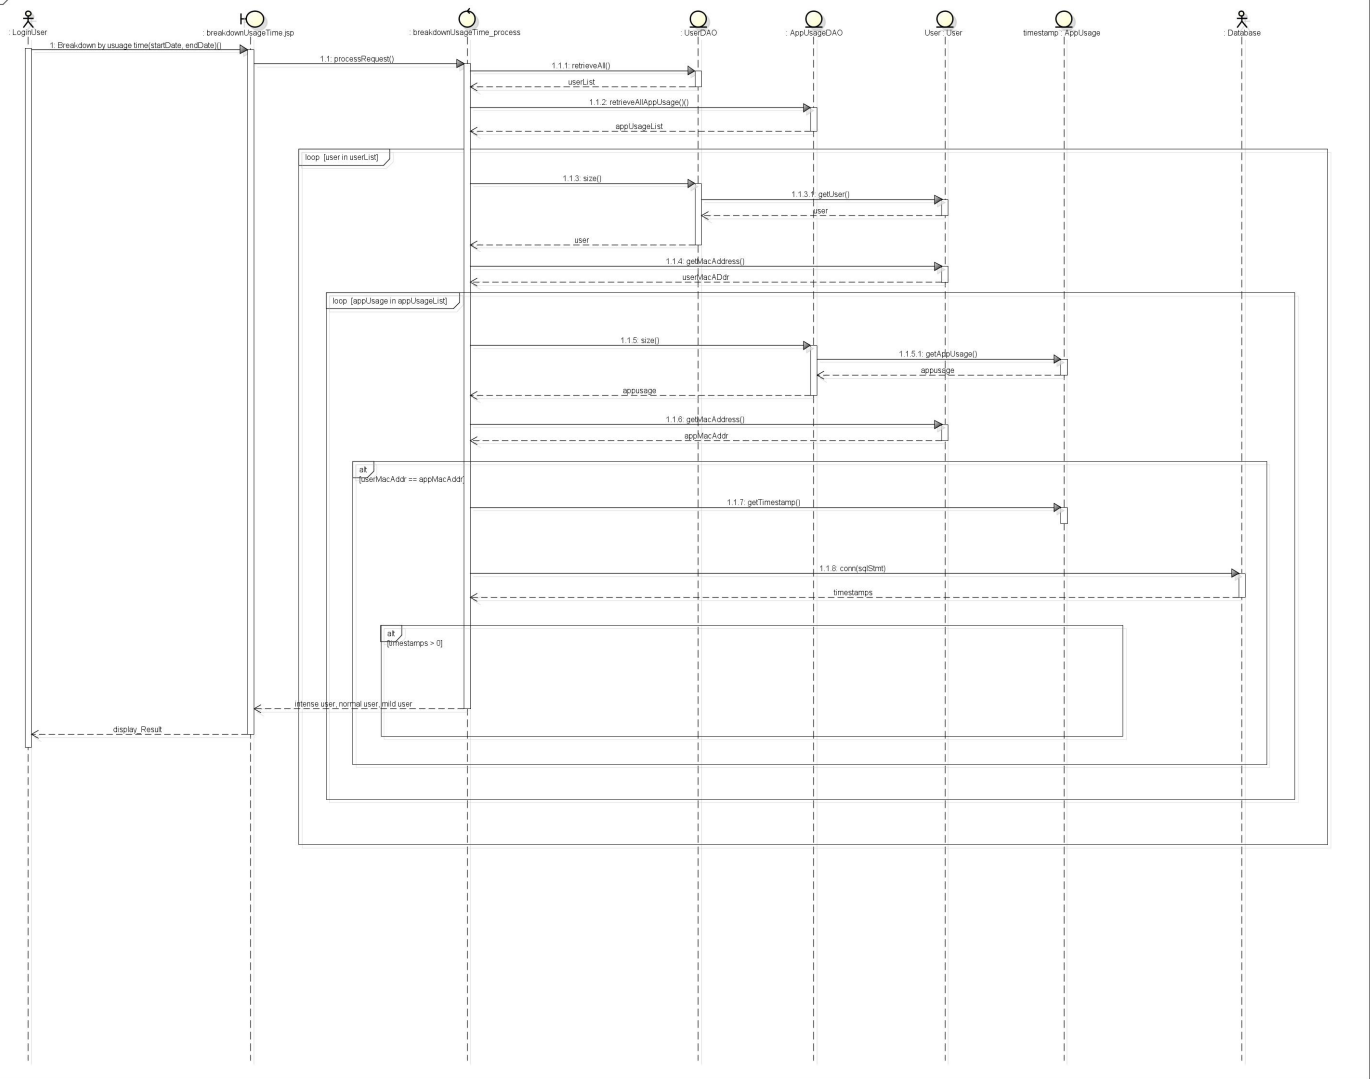 : LoginUser
: breakdownUsageTime.jsp
: breakdownUsageTime_process
: UserDAO
: AppUsageDAO
User : User
timestamp : AppUsage
: Database
1: Breakdown by usuage time(startDate, endDate)()
1.1: processRequest()
1.1.1: retrieveAll()
userList
1.1.2: retrieveAllAppUsage()()
appUsageList
loop [user in userList]
1.1.3: size()
1.1.3.1: getUser()
user
user
1.1.4: getMacAddress()
userMacADdr
loop [appUsage in appUsageList]
1.1.5: size()
1.1.5.1: getAppUsage()
appusage
appusage
1.1.6: getMacAddress()
appMacAddr
alt
[userMacAddr == appMacAddr]
1.1.7: getTimestamp()
1.1.8: conn(sqlStmt)
timestamps
alt
[timestamps > 0]
intense user, normal user, mild user
display_Result